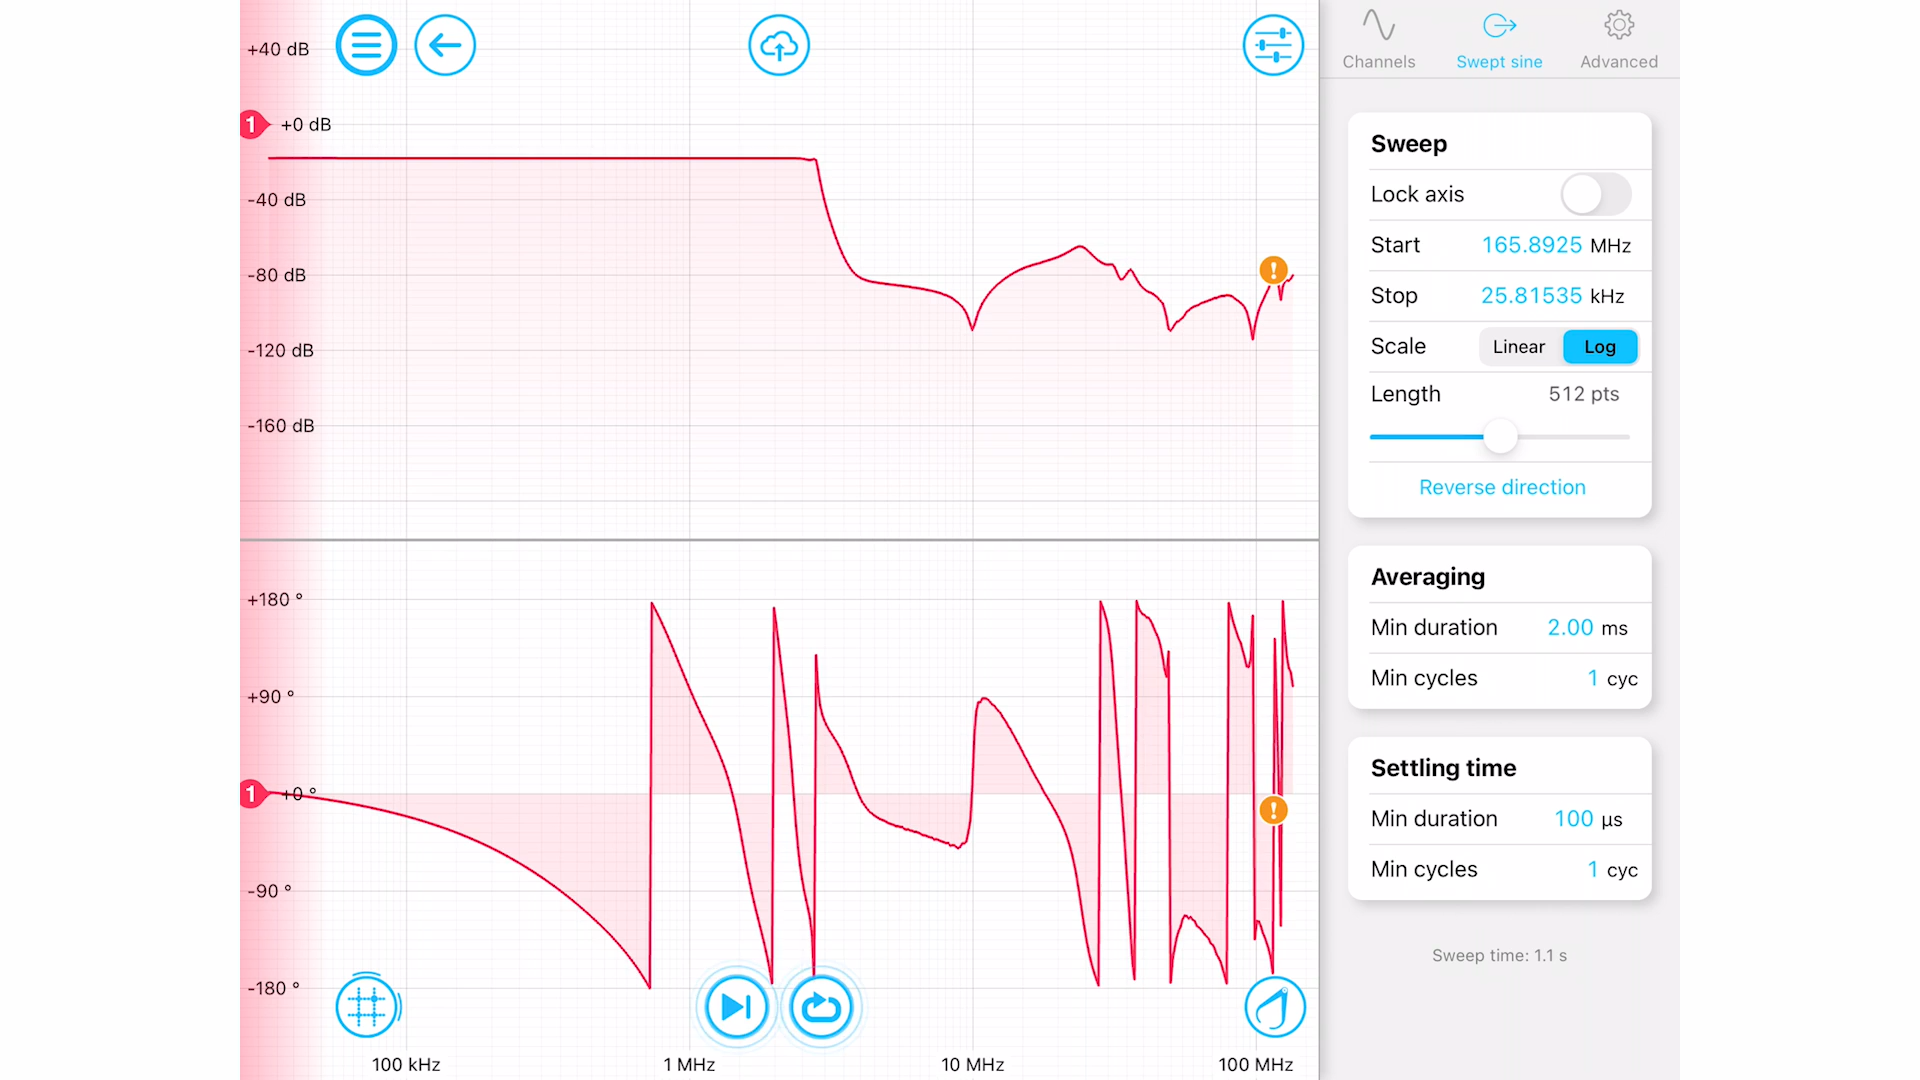 +40 dB
1 +0 dB
-40 dB
-80 dB
-120 dB
-160 dB
+180 °
+90 °
1 +0 °
-90 °
-180 °
100 kHz 1 MHz 10 MHz 100 MHz
Channels Swept sine Advanced
Sweep
Lock axis
Start 165.8925 MHz
Stop 25.81535 kHz
Scale Linear Log
Length 512 pts
Reverse direction
Averaging
Min duration 2.00 ms
Min cycles 1 cyc
Settling time
Min duration 100 µs
Min cycles 1 cyc
Sweep time: 1.1 s